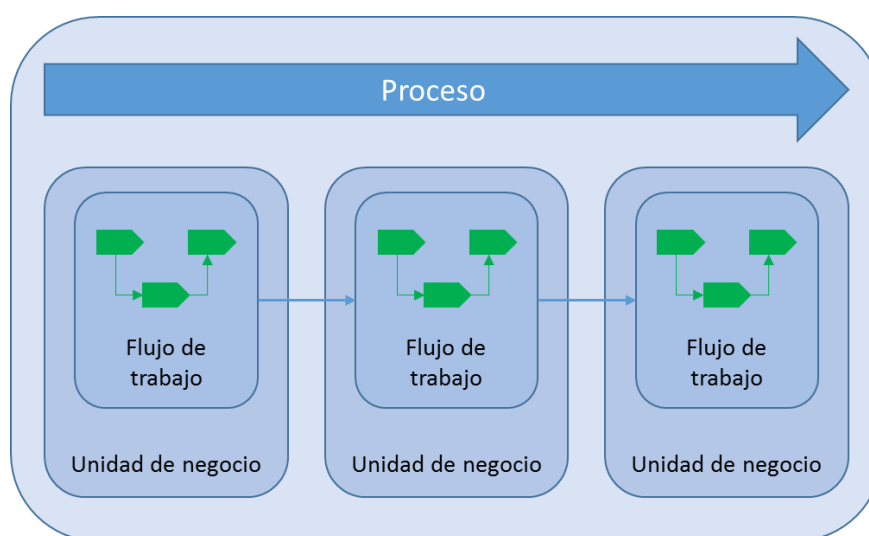 Proceso
Flujo de
trabajo
Unidad de negocio
Flujo de
trabajo
Unidad de negocio
Flujo de
trabajo
Unidad de negocio